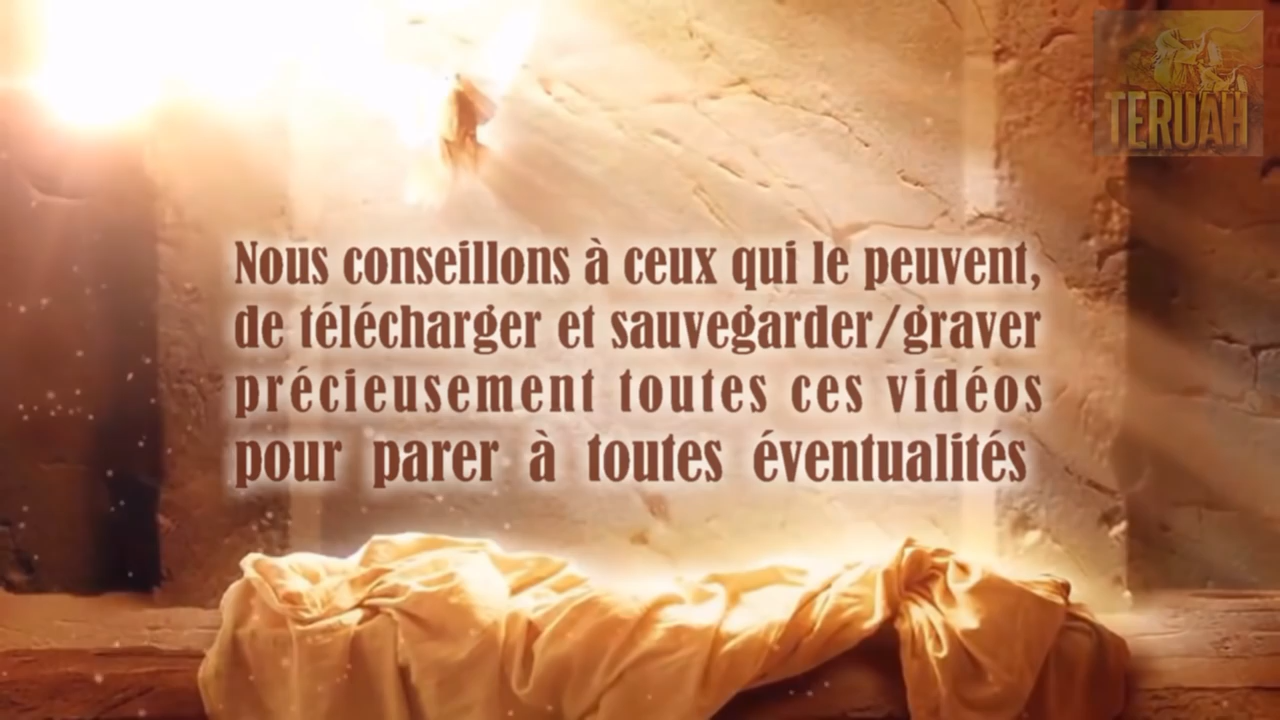 TERUAH
Nous conseillons à ceux qui le peuvent,
de télécharger et sauvegarder/graver
précieusement toutes ces vidéos
pour parer à toutes éventualités